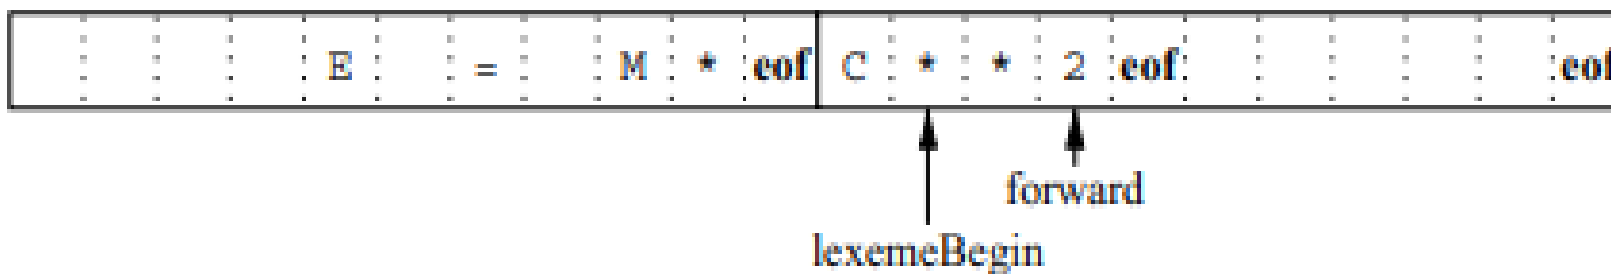 E = M * eof C * * 2 eof eof
forward
lexemeBegin